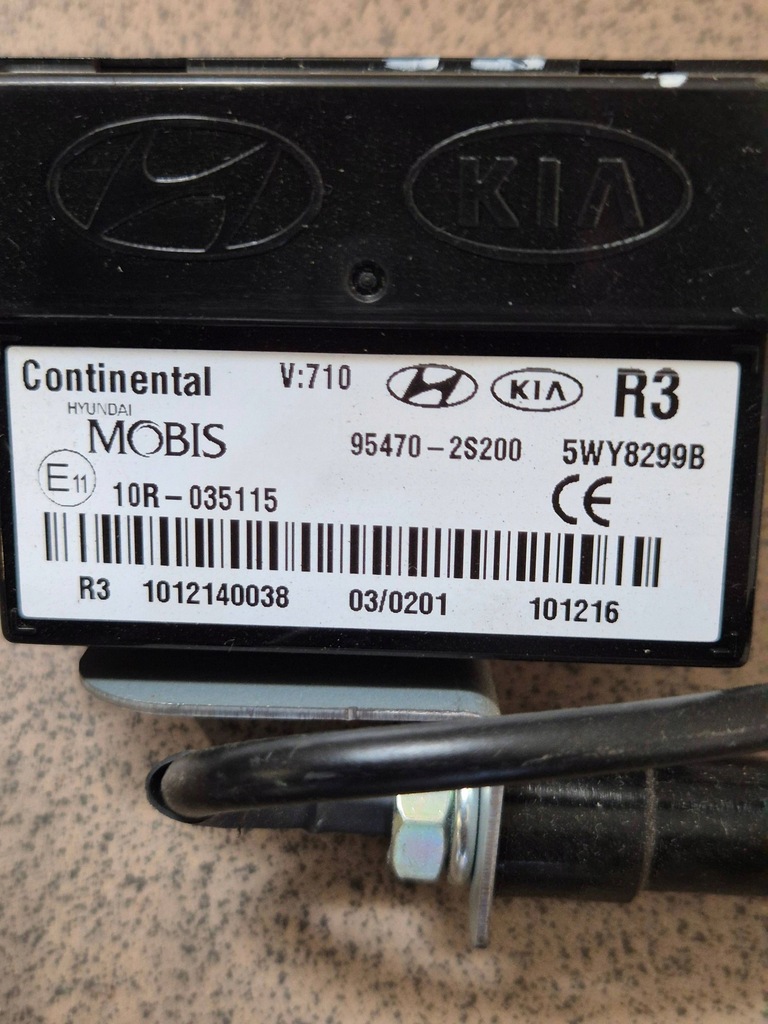 KIA
Continental V:710 KIA R3
HYUNDAI
MOBIS 95470-2S200 5WY8299B
E11 10R-035115 CE
R3 1012140038 03/0201 101216